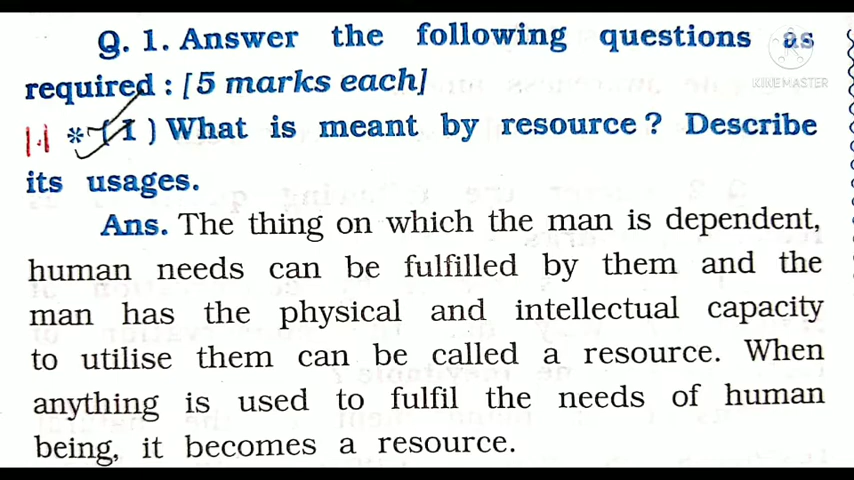 Q. 1. Answer the following questions as
required : [5 marks each]
1.1 * (1) What is meant by resource ? Describe
its usages.
Ans. The thing on which the man is dependent,
human needs can be fulfilled by them and the
man has the physical and intellectual capacity
to utilise them can be called a resource. When
anything is used to fulfil the needs of human
being, it becomes a resource.
KINEMASTER